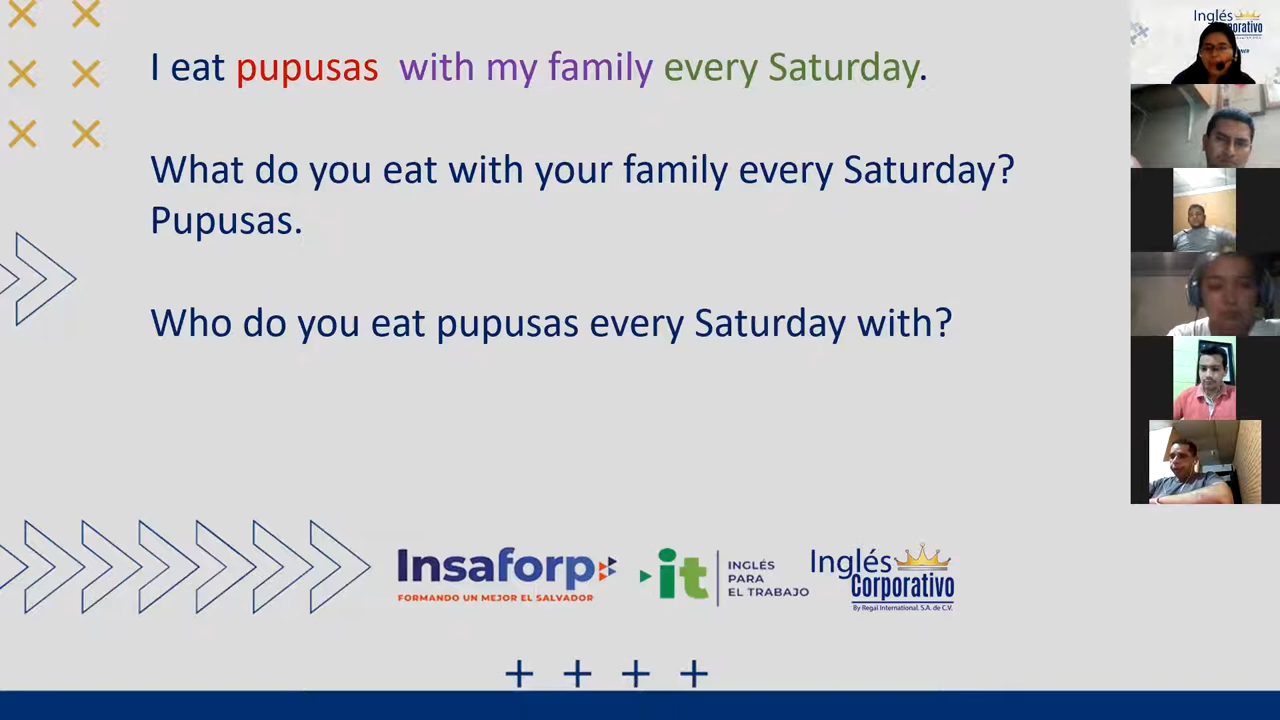 I eat pupusas with my family every Saturday.
What do you eat with your family every Saturday?
Pupusas.
Who do you eat pupusas every Saturday with?
Insaforp
FORMANDO UN MEJOR EL SALVADOR
it
INGLÉS
PARA
EL TRABAJO
Inglés
Corporativo
By Regal International, S.A. de C.V.
Inglés